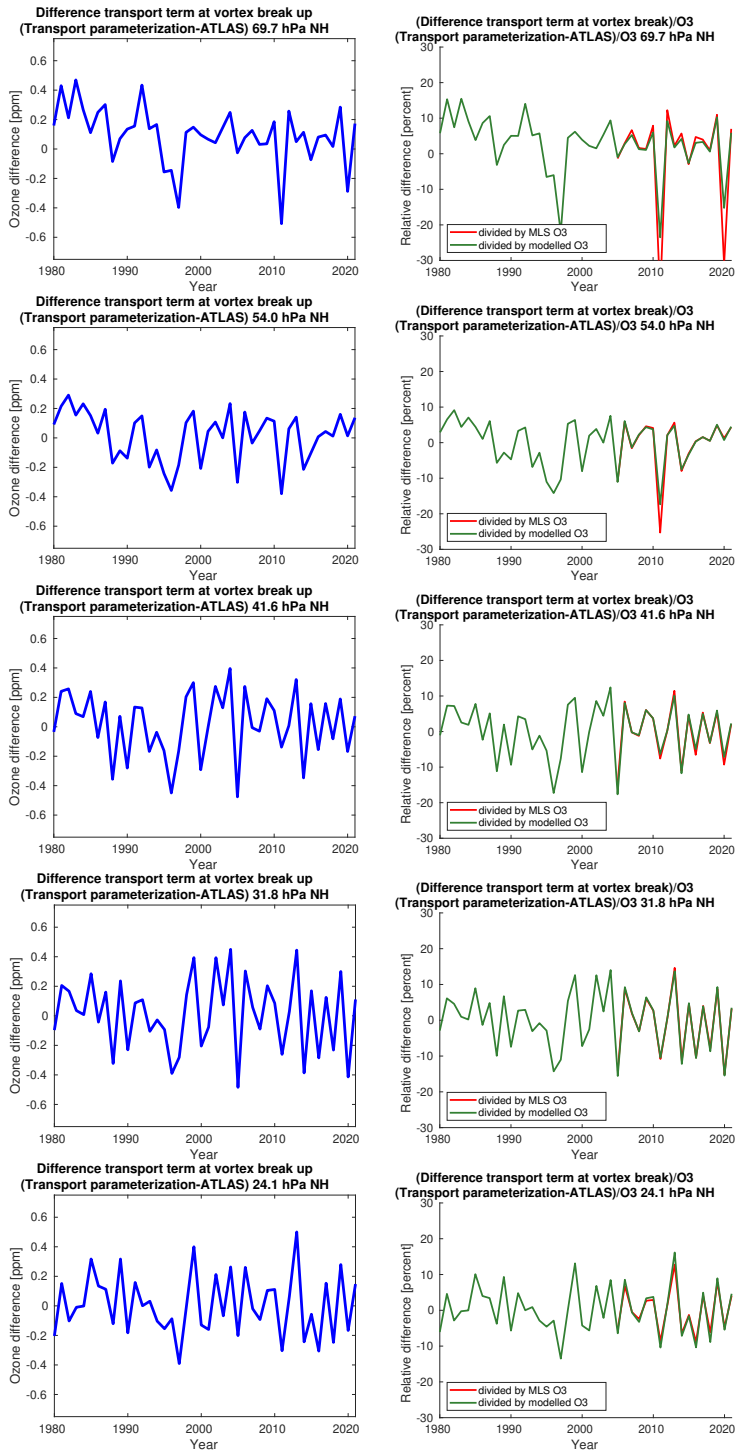 Difference transport term at vortex break up
(Transport parameterization-ATLAS) 69.7 hPa NH
Ozone difference [ppm]
0.6
0.4
0.2
0
-0.2
-0.4
-0.6
1980 1990 2000 2010 2020
Year
(Difference transport term at vortex break)/O3
(Transport parameterization-ATLAS)/O3 69.7 hPa NH
Relative difference [percent]
30
20
10
0
-10
-20
-30
divided by MLS O3
divided by modelled O3
1980 1990 2000 2010 2020
Year
Difference transport term at vortex break up
(Transport parameterization-ATLAS) 54.0 hPa NH
Ozone difference [ppm]
0.6
0.4
0.2
0
-0.2
-0.4
-0.6
1980 1990 2000 2010 2020
Year
(Difference transport term at vortex break)/O3
(Transport parameterization-ATLAS)/O3 54.0 hPa NH
Relative difference [percent]
30
20
10
0
-10
-20
-30
divided by MLS O3
divided by modelled O3
1980 1990 2000 2010 2020
Year
Difference transport term at vortex break up
(Transport parameterization-ATLAS) 41.6 hPa NH
Ozone difference [ppm]
0.6
0.4
0.2
0
-0.2
-0.4
-0.6
1980 1990 2000 2010 2020
Year
(Difference transport term at vortex break)/O3
(Transport parameterization-ATLAS)/O3 41.6 hPa NH
Relative difference [percent]
30
20
10
0
-10
-20
-30
divided by MLS O3
divided by modelled O3
1980 1990 2000 2010 2020
Year
Difference transport term at vortex break up
(Transport parameterization-ATLAS) 31.8 hPa NH
Ozone difference [ppm]
0.6
0.4
0.2
0
-0.2
-0.4
-0.6
1980 1990 2000 2010 2020
Year
(Difference transport term at vortex break)/O3
(Transport parameterization-ATLAS)/O3 31.8 hPa NH
Relative difference [percent]
30
20
10
0
-10
-20
-30
divided by MLS O3
divided by modelled O3
1980 1990 2000 2010 2020
Year
Difference transport term at vortex break up
(Transport parameterization-ATLAS) 24.1 hPa NH
Ozone difference [ppm]
0.6
0.4
0.2
0
-0.2
-0.4
-0.6
1980 1990 2000 2010 2020
Year
(Difference transport term at vortex break)/O3
(Transport parameterization-ATLAS)/O3 24.1 hPa NH
Relative difference [percent]
30
20
10
0
-10
-20
-30
divided by MLS O3
divided by modelled O3
1980 1990 2000 2010 2020
Year